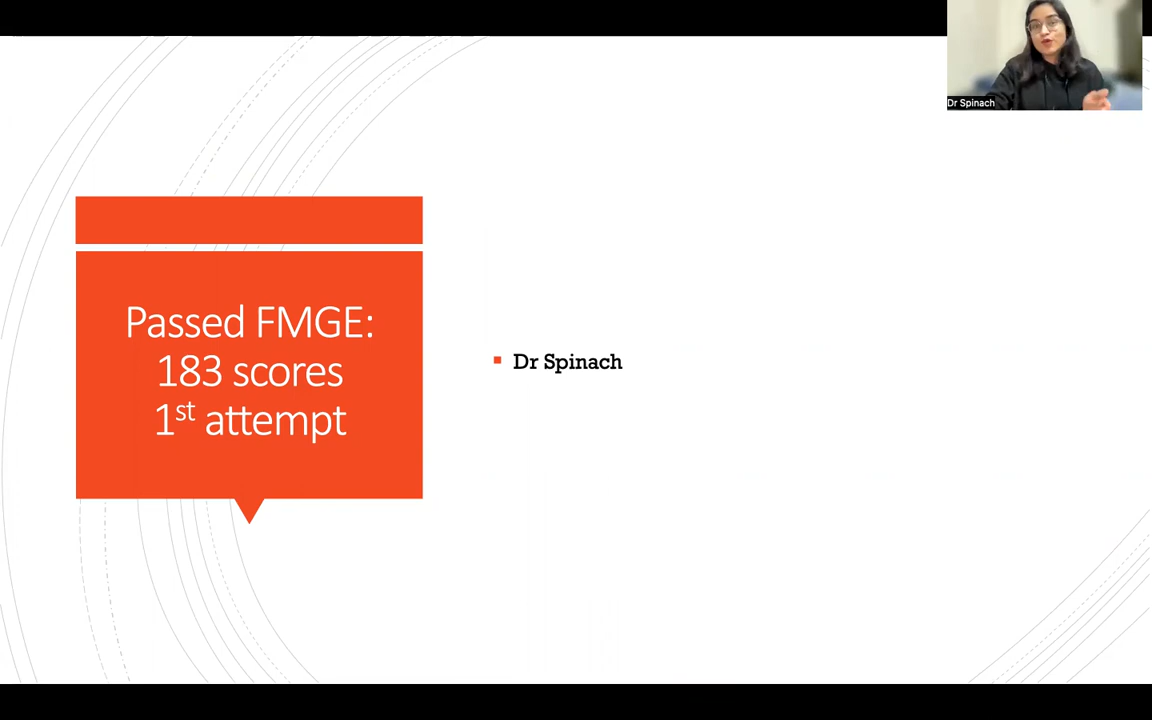 Dr Spinach
Passed FMGE:
183 scores
1st attempt
Dr Spinach